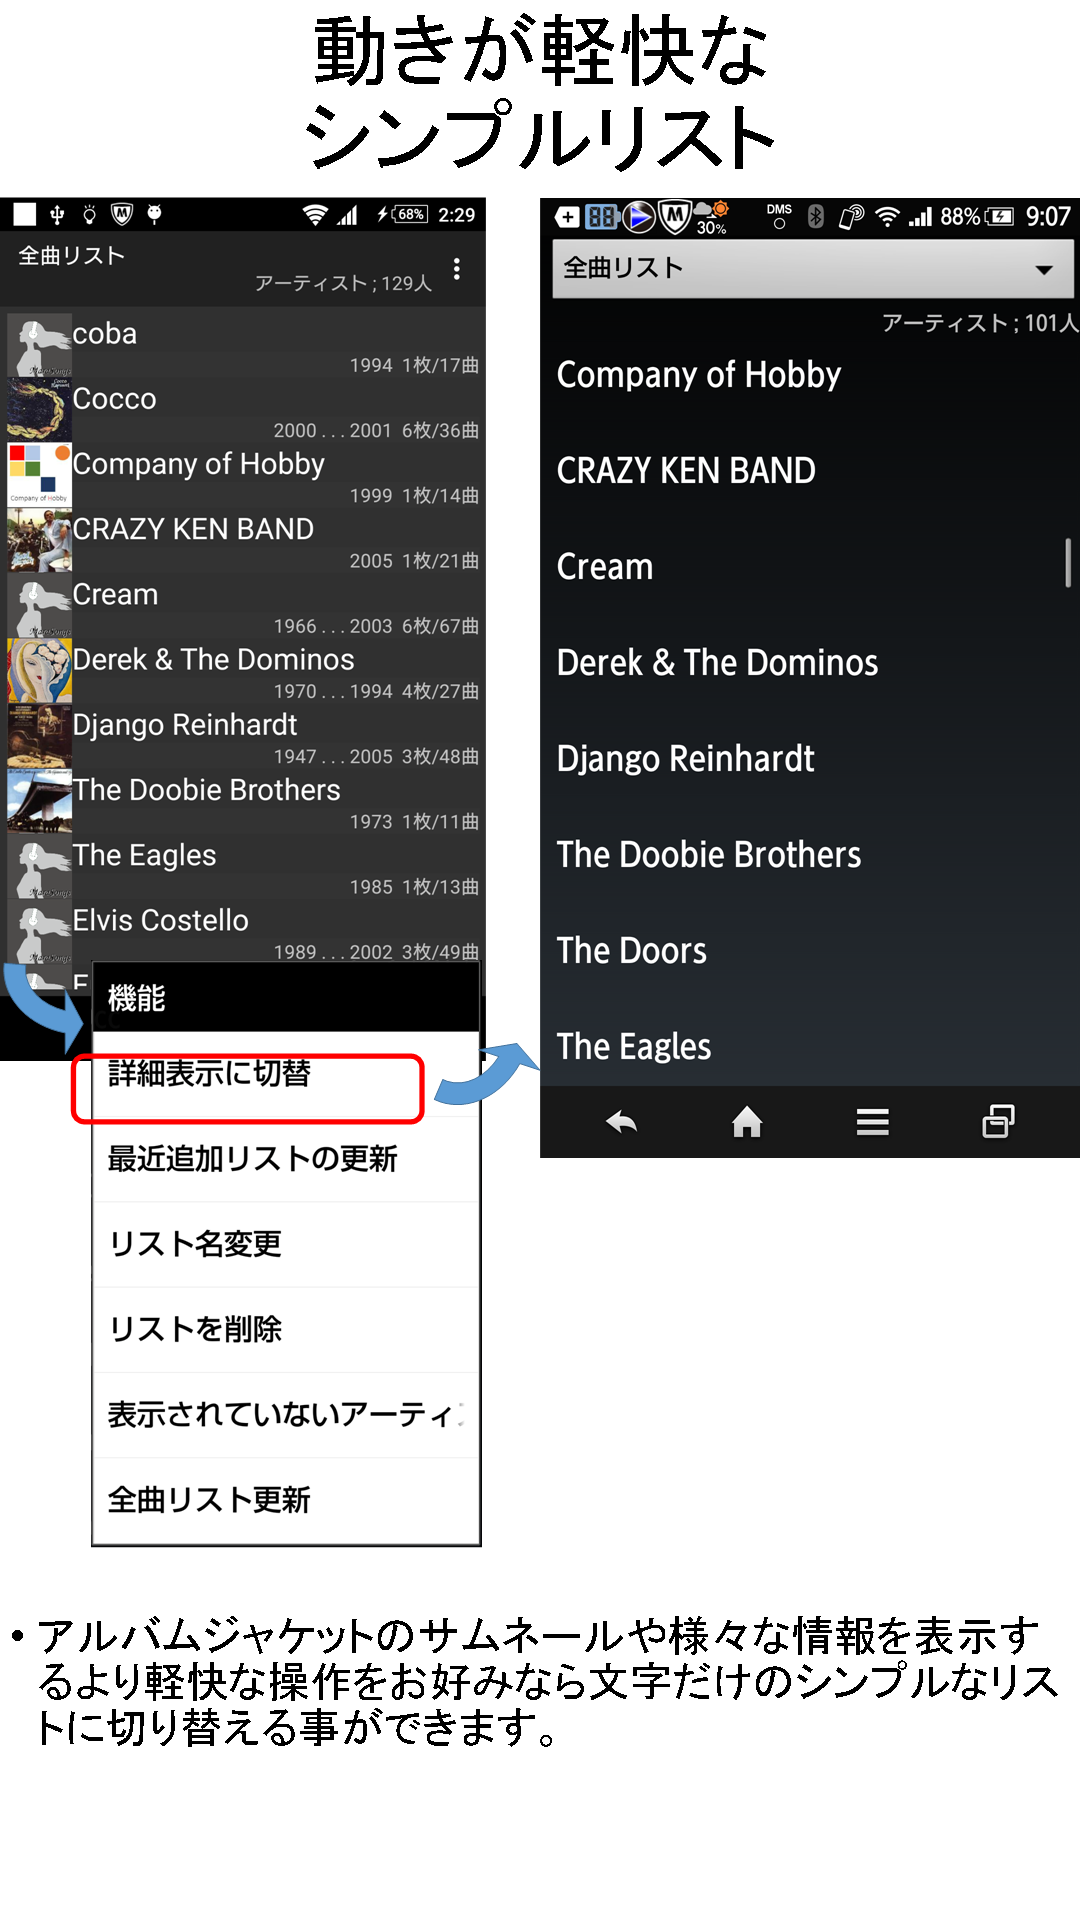 動きが軽快な
シンプルリスト
68% 2:29
全曲リスト
アーティスト ; 129人
coba
1994 1枚/17曲
Cocco
2000 . . . 2001 6枚/36曲
Company of Hobby
1999 1枚/14曲
CRAZY KEN BAND
2005 1枚/21曲
Cream
1966 . . . 2003 6枚/67曲
Derek & The Dominos
1970 . . . 1994 4枚/27曲
Django Reinhardt
1947 . . . 2005 3枚/48曲
The Doobie Brothers
1973 1枚/11曲
The Eagles
1985 1枚/13曲
Elvis Costello
1989 . . . 2002 3枚/49曲
機能
詳細表示に切替
最近追加リストの更新
リスト名変更
リストを削除
表示されていないアーティ
全曲リスト更新
30% DMS 88% 9:07
全曲リスト
アーティスト ; 101人
Company of Hobby
CRAZY KEN BAND
Cream
Derek & The Dominos
Django Reinhardt
The Doobie Brothers
The Doors
The Eagles
• アルバムジャケットのサムネールや様々な情報を表示す
るより軽快な操作をお好みなら文字だけのシンプルなリス
トに切り替える事ができます。